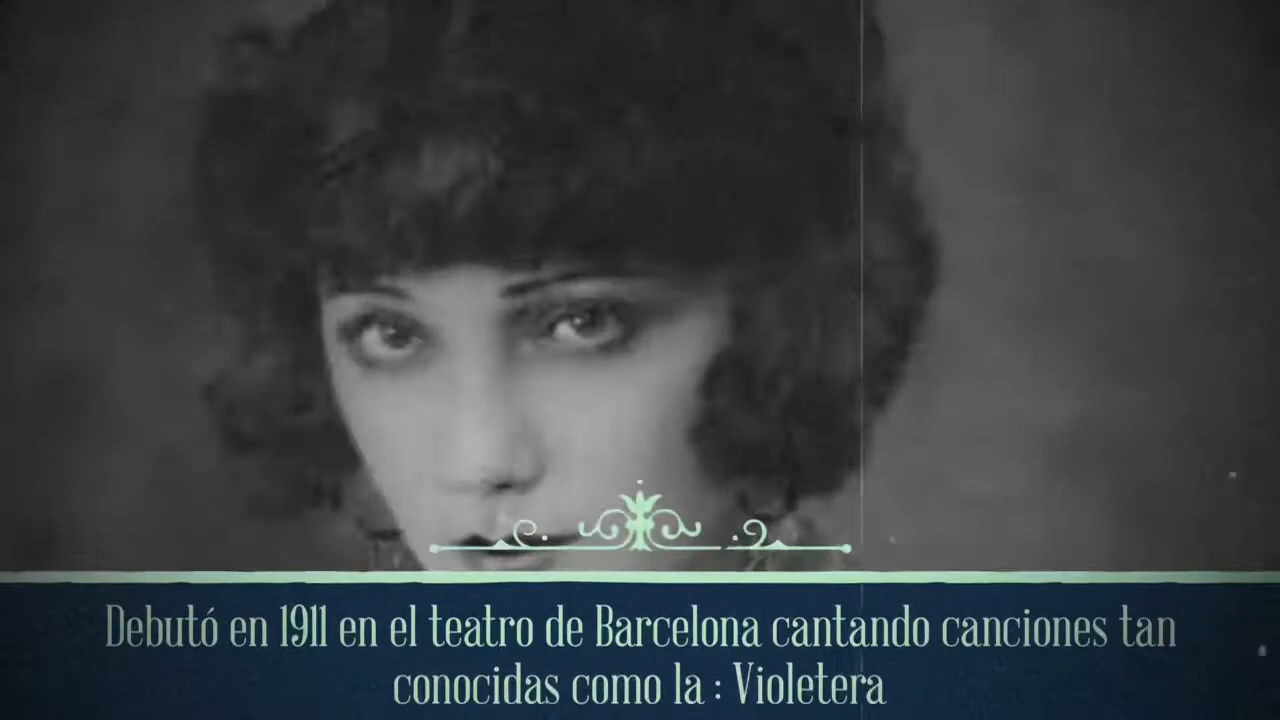 Debutó en 1911 en el teatro de Barcelona cantando canciones tan
conocidas como la : Violetera